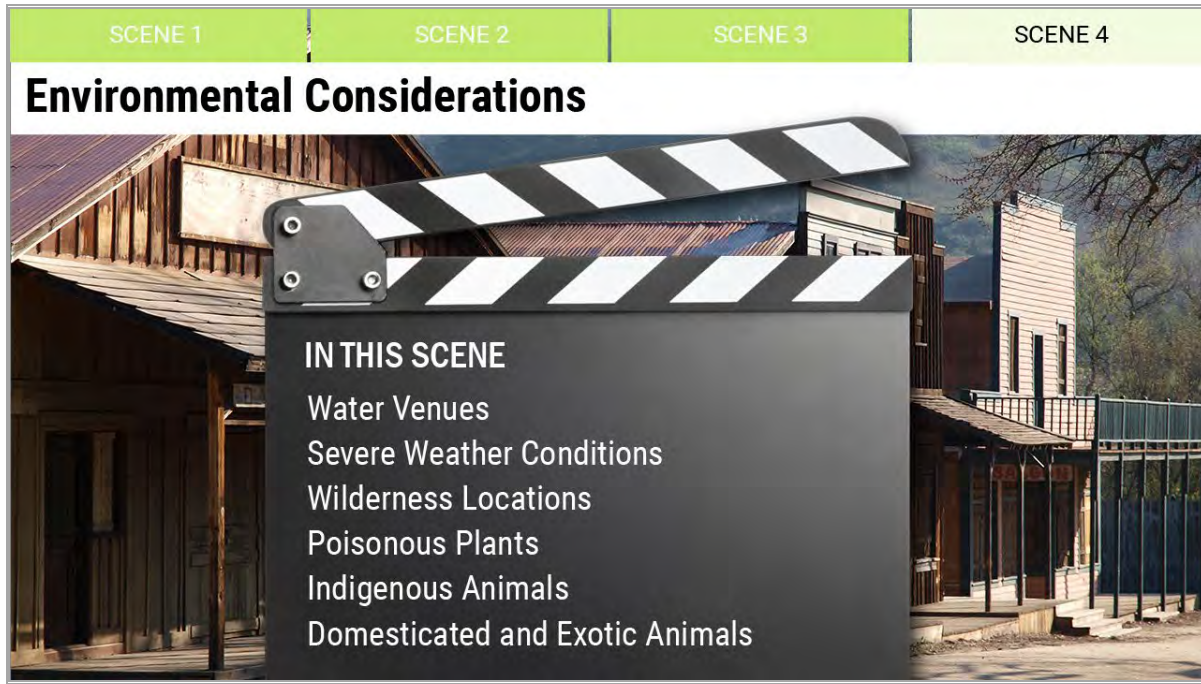 SCENE 1
SCENE 2
SCENE 3
SCENE 4
Environmental Considerations
IN THIS SCENE
Water Venues
Severe Weather Conditions
Wilderness Locations
Poisonous Plants
Indigenous Animals
Domesticated and Exotic Animals